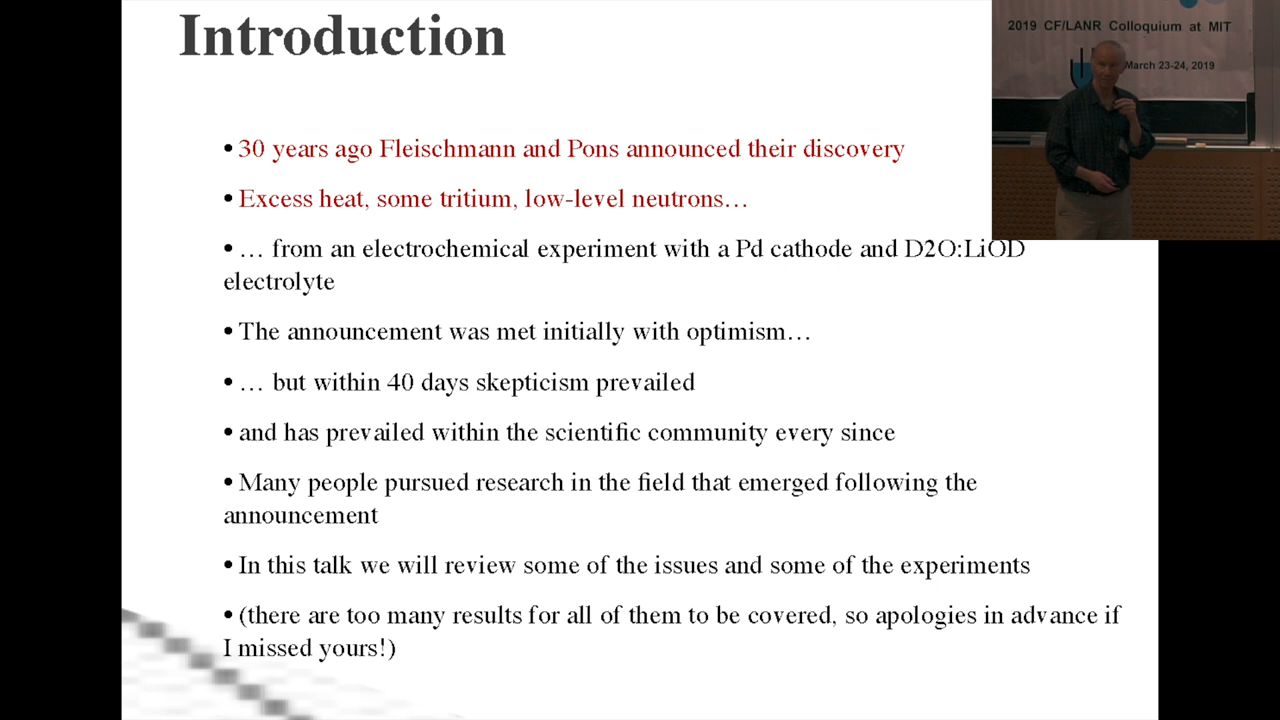 Introduction
2019 CF/LANR Colloquium at MIT
March 23-24, 2019
• 30 years ago Fleischmann and Pons announced their discovery
• Excess heat, some tritium, low-level neutrons…
• … from an electrochemical experiment with a Pd cathode and D2O:LiOD
electrolyte
• The announcement was met initially with optimism…
• … but within 40 days skepticism prevailed
• and has prevailed within the scientific community every since
• Many people pursued research in the field that emerged following the
announcement
• In this talk we will review some of the issues and some of the experiments
• (there are too many results for all of them to be covered, so apologies in advance if
I missed yours!)